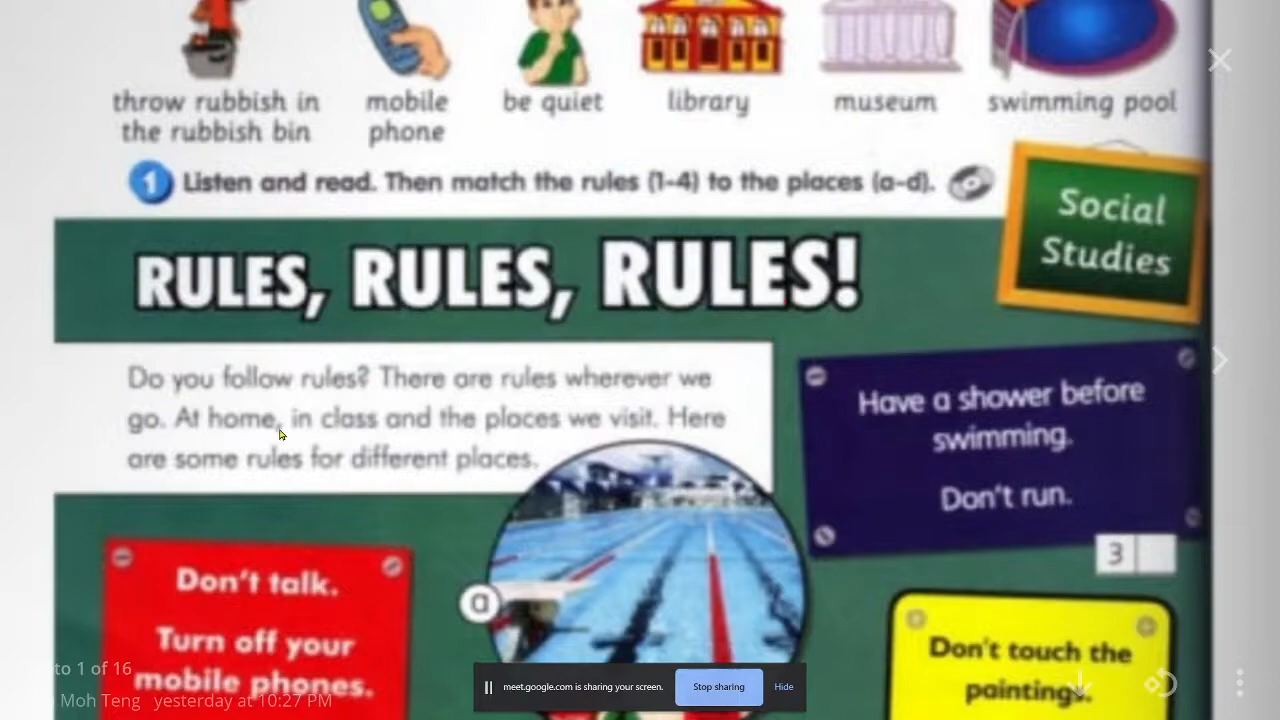 throw rubbish in
the rubbish bin
mobile
phone
be quiet
library
museum
swimming pool
1 Listen and read. Then match the rules (1-4) to the places (a-d).
Social
Studies
RULES, RULES, RULES!
Do you follow rules? There are rules wherever we
go. At home, in class and the places we visit. Here
are some rules for different places.
Have a shower before
swimming.
Don't run.
3
Don't talk.
Turn off your
mobile phones.
a
Don't touch the
paintings.
to 1 of 16
Moh Teng yesterday at 10:27 PM
meet.google.com is sharing your screen.
Stop sharing
Hide